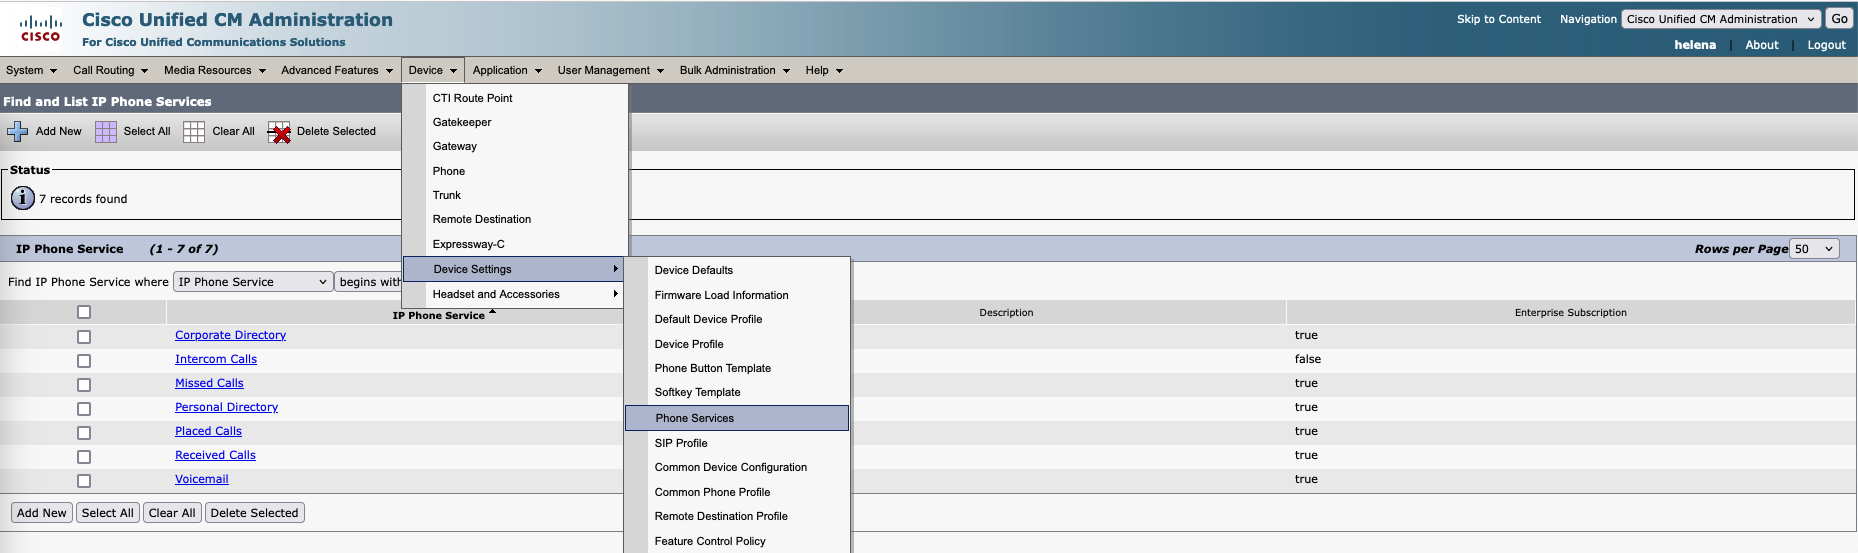 Cisco Unified CM Administration
For Cisco Unified Communications Solutions
CISCO
Skip to Content Navigation Cisco Unified CM Administration Go
helena | About | Logout
System Call Routing Media Resources Advanced Features Device Application User Management Bulk Administration Help
Find and List IP Phone Services
Add New Select All Clear All Delete Selected
Status
7 records found
IP Phone Service (1 - 7 of 7) Rows per Page 50
Find IP Phone Service where IP Phone Service begins with
IP Phone Service Description Enterprise Subscription
Corporate Directory true
Intercom Calls false
Missed Calls true
Personal Directory true
Placed Calls true
Received Calls true
Voicemail true
Add New Select All Clear All Delete Selected
CTI Route Point
Gatekeeper
Gateway
Phone
Trunk
Remote Destination
Expressway-C
Device Settings
Headset and Accessories
Device Defaults
Firmware Load Information
Default Device Profile
Device Profile
Phone Button Template
Softkey Template
Phone Services
SIP Profile
Common Device Configuration
Common Phone Profile
Remote Destination Profile
Feature Control Policy